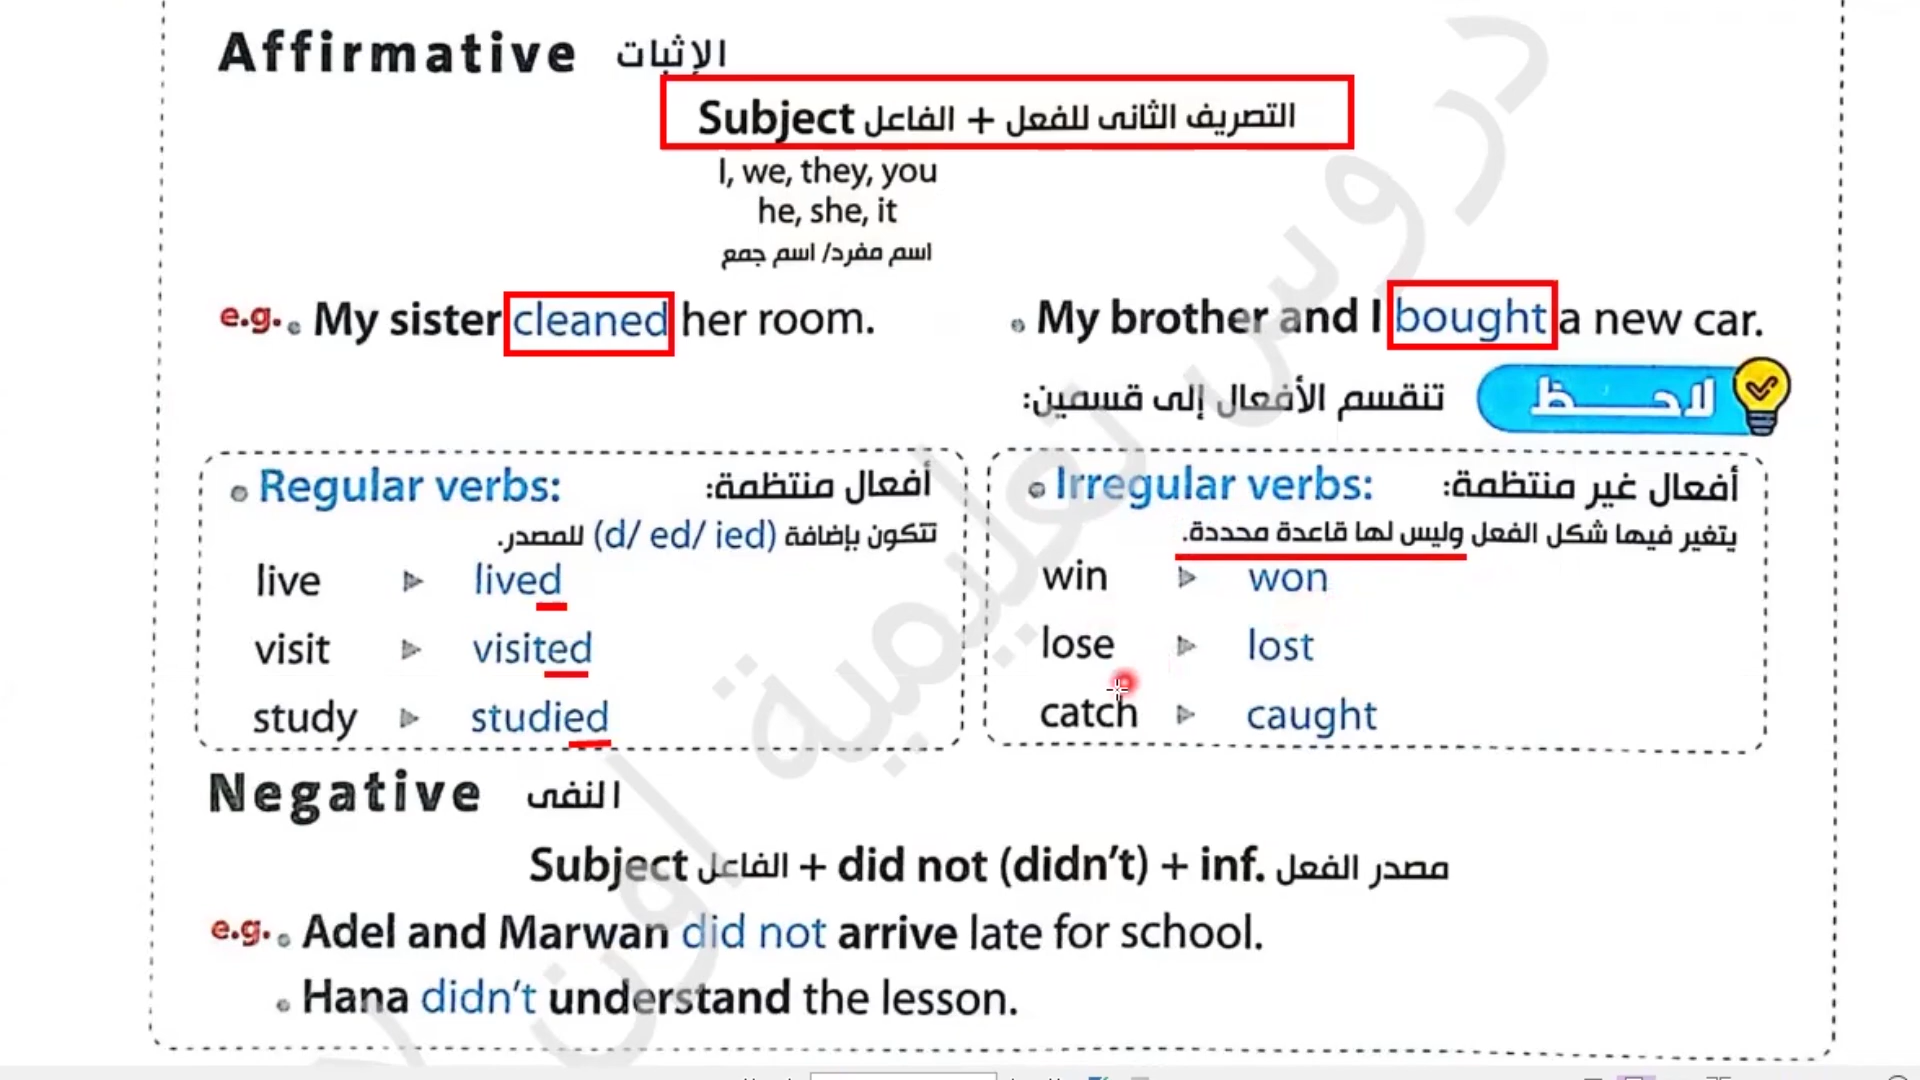 Affirmative الإثبات
Subject الفاعل + التصريف الثانى للفعل
I, we, they, you
he, she, it
اسم مفرد/ اسم جمع
e.g. • My sister cleaned her room.
• My brother and I bought a new car.
لاحظ
تنقسم الأفعال إلى قسمين:
• Regular verbs: أفعال منتظمة:
تتكون بإضافة (d/ ed/ ied) للمصدر.
live ▶ lived
visit ▶ visited
study ▶ studied
• Irregular verbs: أفعال غير منتظمة:
يتغير فيها شكل الفعل وليس لها قاعدة محددة.
win ▶ won
lose ▶ lost
catch ▶ caught
Negative النفى
Subject الفاعل + did not (didn't) + inf. مصدر الفعل
e.g. • Adel and Marwan did not arrive late for school.
• Hana didn't understand the lesson.
دروس تعليمية اون لا